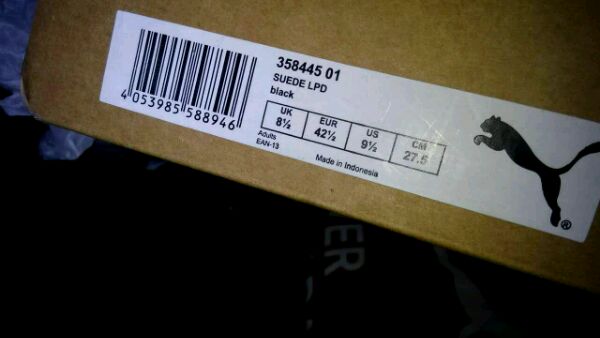 358445 01
SUEDE LPD
black
UK EUR US CM
8½ 42½ 9½ 27.5
4 053985 588946
Adults
EAN-13
Made in Indonesia
®